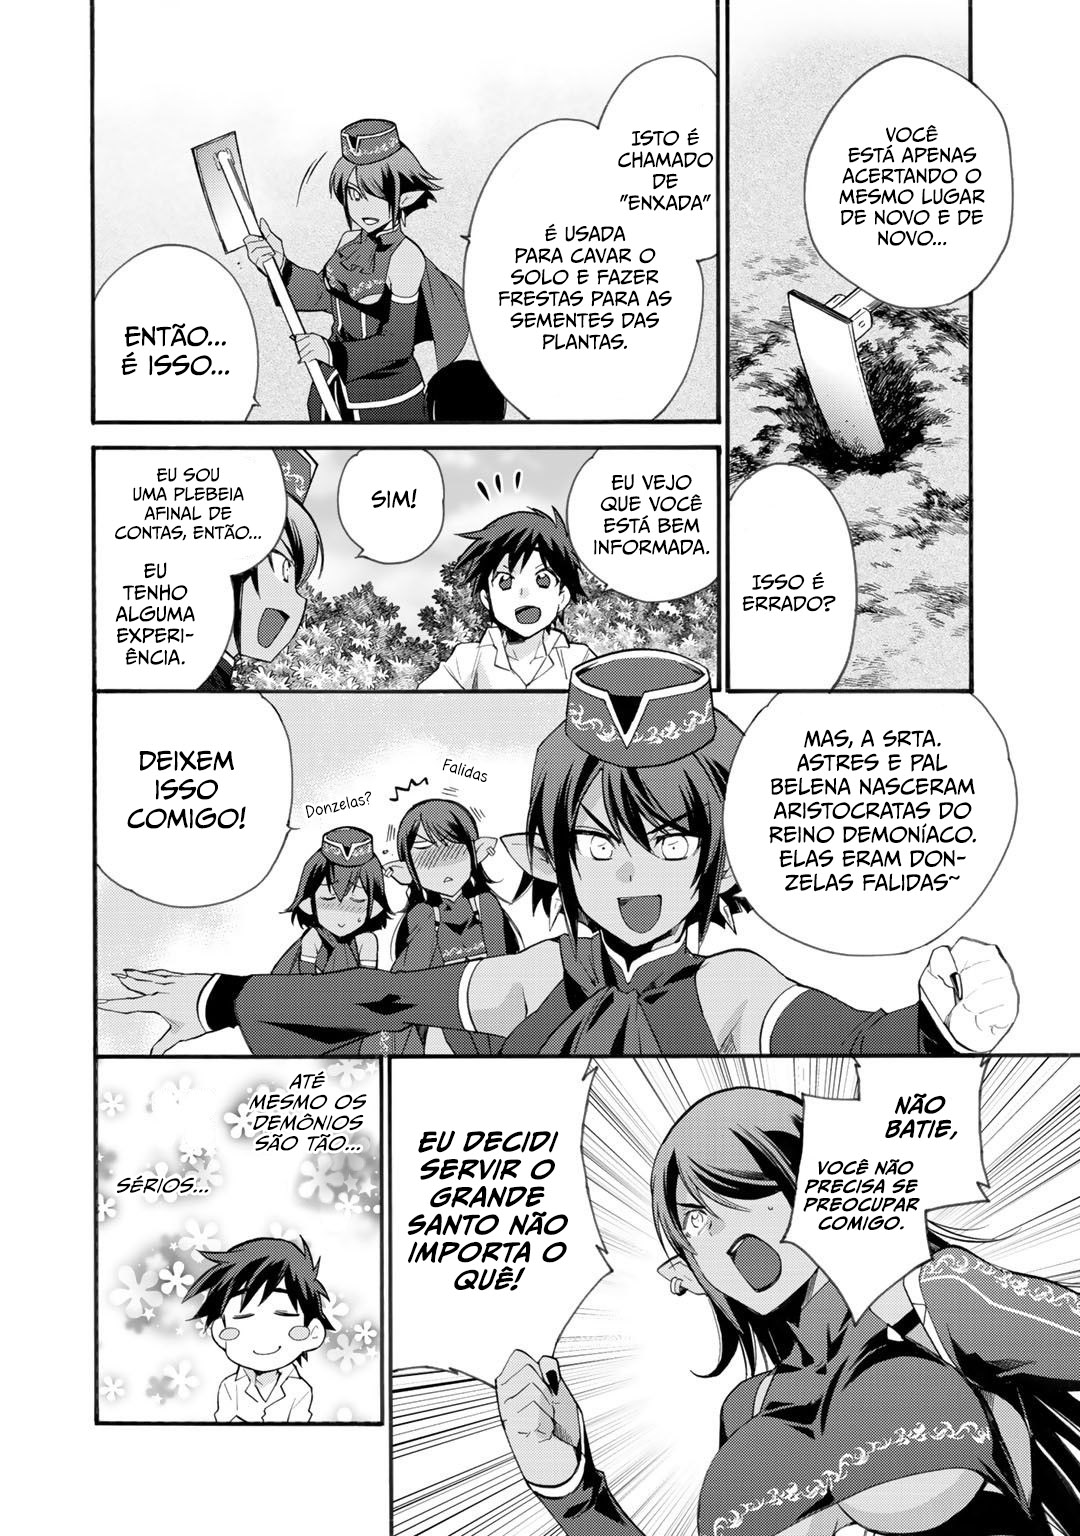 VOCÊ
ESTÁ APENAS
ACERTANDO O
MESMO LUGAR
DE NOVO E DE
NOVO...
ISSO É
ERRADO?
ISTO É
CHAMADO
DE
"ENXADA"
É USADA
PARA CAVAR O
SOLO E FAZER
FRESTAS PARA AS
SEMENTES DAS
PLANTAS.
ENTÃO...
É ISSO...
EU VEJO
QUE VOCÊ
ESTÁ BEM
INFORMADA.
SIM!
EU SOU
UMA PLEBEIA
AFINAL DE
CONTAS, ENTÃO...
EU
TENHO
ALGUMA
EXPERI-
ÊNCIA.
MAS, A SRTA.
ASTRES E PAL
BELENA NASCERAM
ARISTOCRATAS DO
REINO DEMONÍACO.
ELAS ERAM DON-
ZELAS FALIDAS~
Falidas
Donzelas?
DEIXEM
ISSO
COMIGO!
NÃO
BATIE,
VOCÊ NÃO
PRECISA SE
PREOCUPAR
COMIGO.
EU DECIDI
SERVIR O
GRANDE
SANTO NÃO
IMPORTA O
QUÊ!
ATÉ
MESMO OS
DEMÔNIOS
SÃO TÃO...
SÉRIOS...